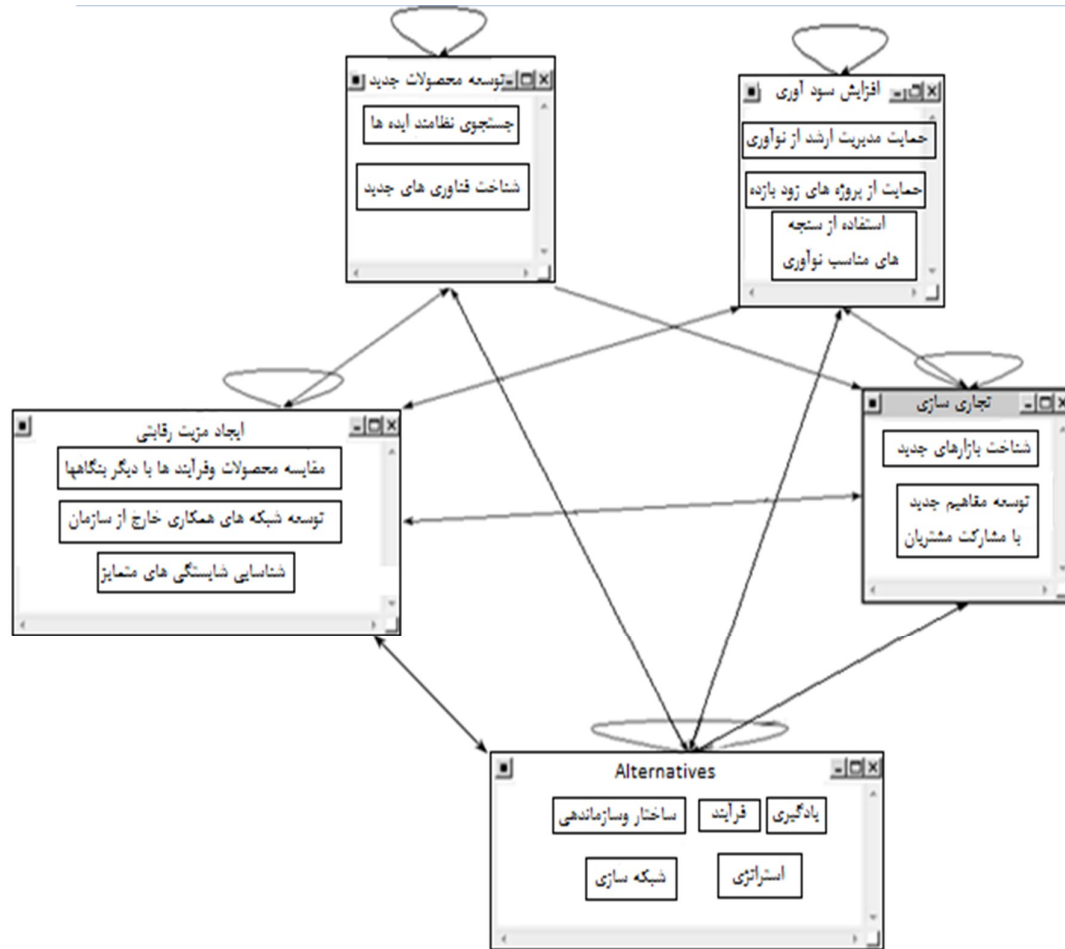 توسعه محصولات جدید
جستجوی نظامند ایده ها
شناخت فناوری های جدید
افزایش سود آوری
حمایت مدیریت ارشد از نوآوری
حمایت از پروژه های زود بازده
استفاده از سنجه
های مناسب نوآوری
ایجاد مزیت رقابتی
مقایسه محصولات وفرآیند ها با دیگر بنگاهها
توسعه شبکه های همکاری خارج از سازمان
شناسایی شایستگی های متمایز
تجاری سازی
شناخت بازارهای جدید
توسعه مفاهیم جدید
با مشارکت مشتریان
Alternatives
ساختار وسازماندهی
فرآیند
یادگیری
شبکه سازی
استراتژی